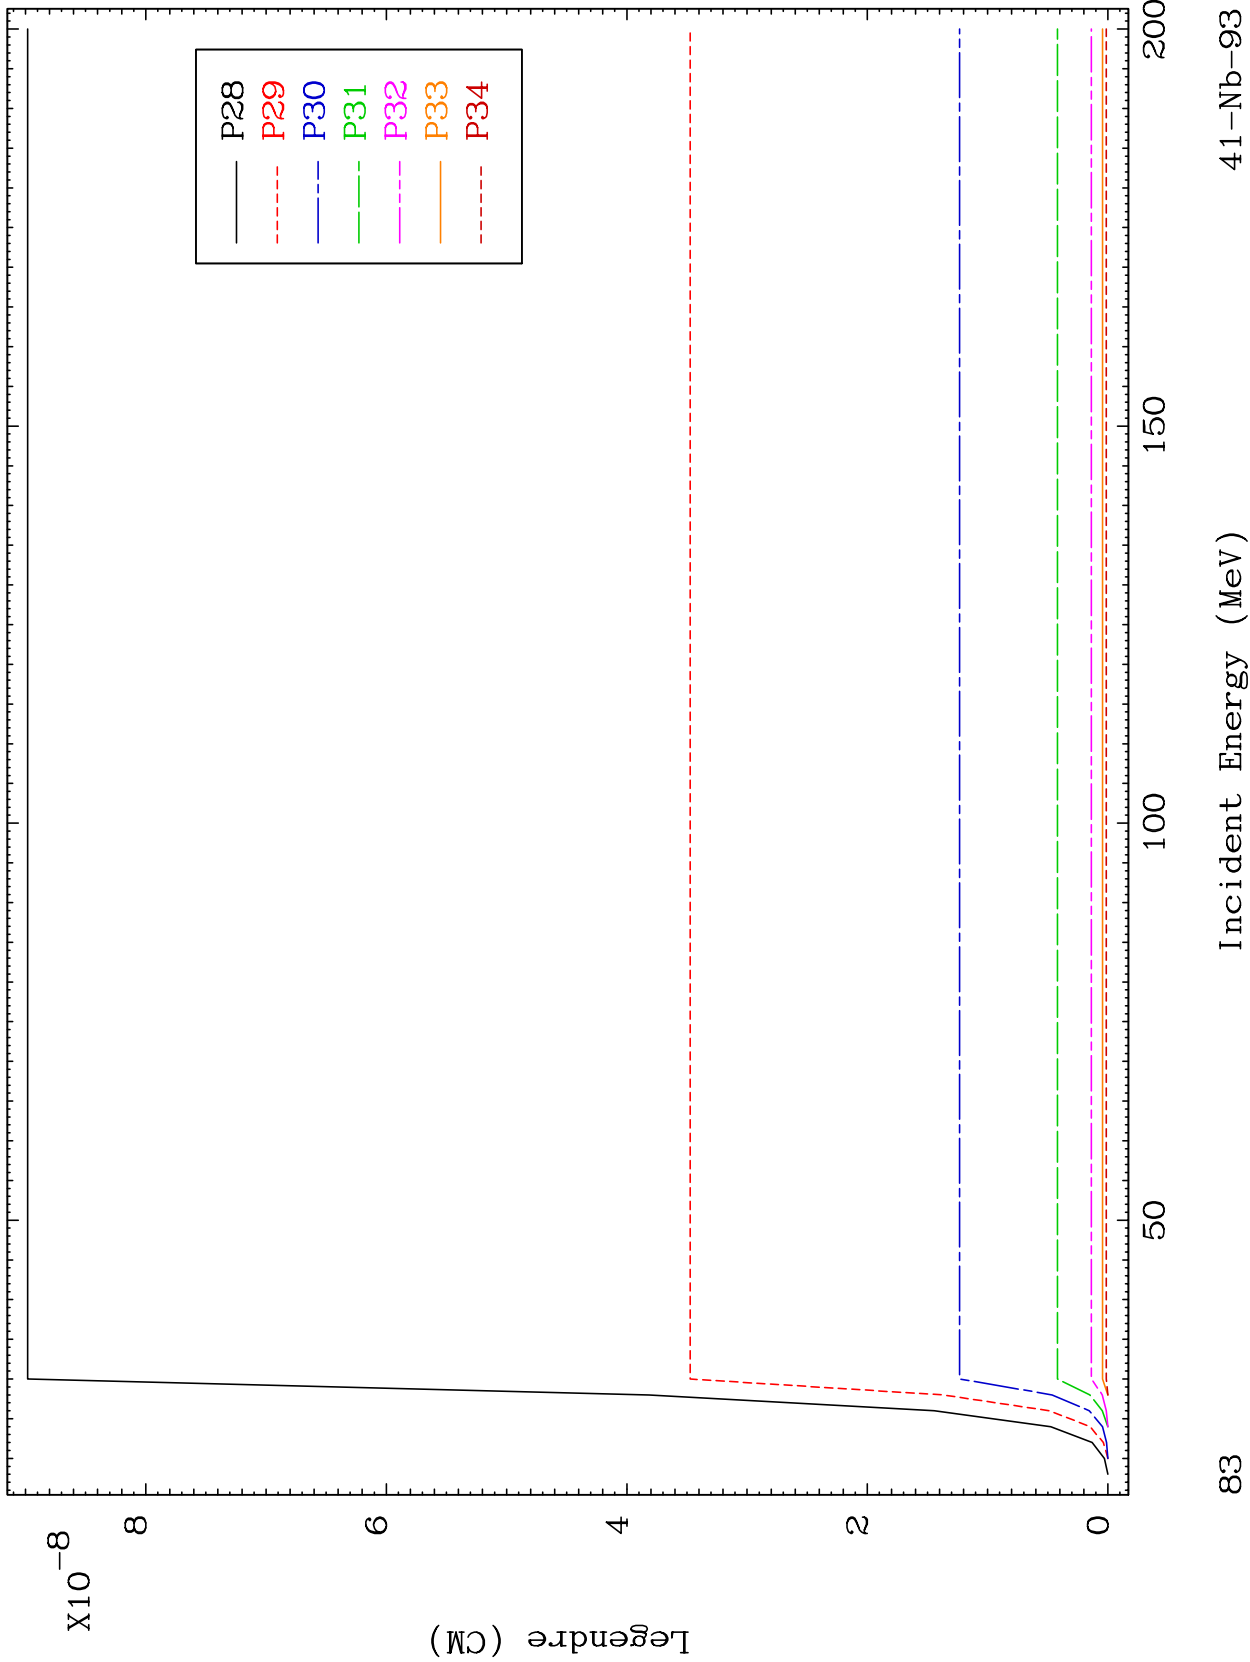 X10⁻⁸
Legendre (CM)
8
6
4
2
0
P28
P29
P30
P31
P32
P33
P34
50
100
150
200
Incident Energy (MeV)
83
41-Nb-93